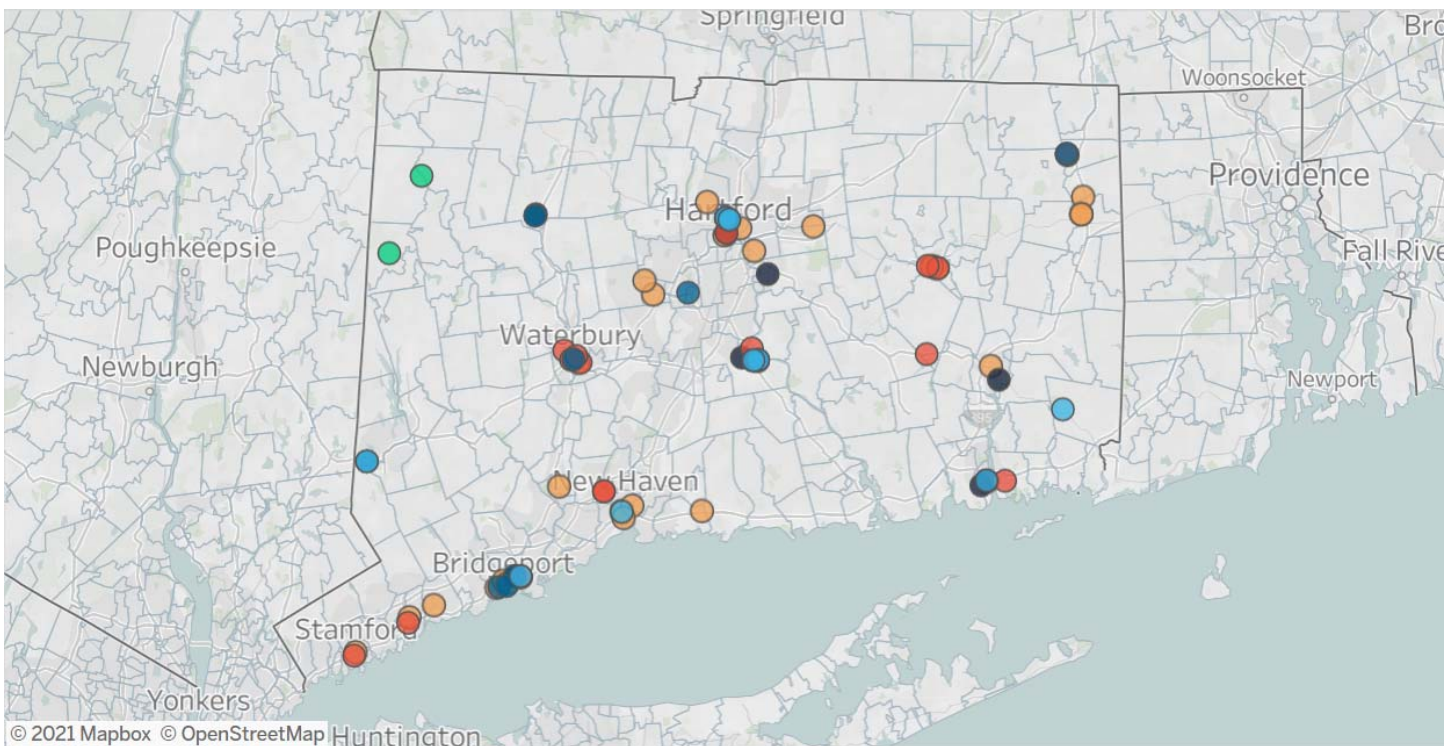 Springfield
Bro
Woonsocket
Providence
Hartford
Poughkeepsie
Fall Rive
Waterbury
Newburgh
Newport
New Haven
Bridgeport
Stamford
Yonkers
© 2021 Mapbox © OpenStreetMap
Huntington